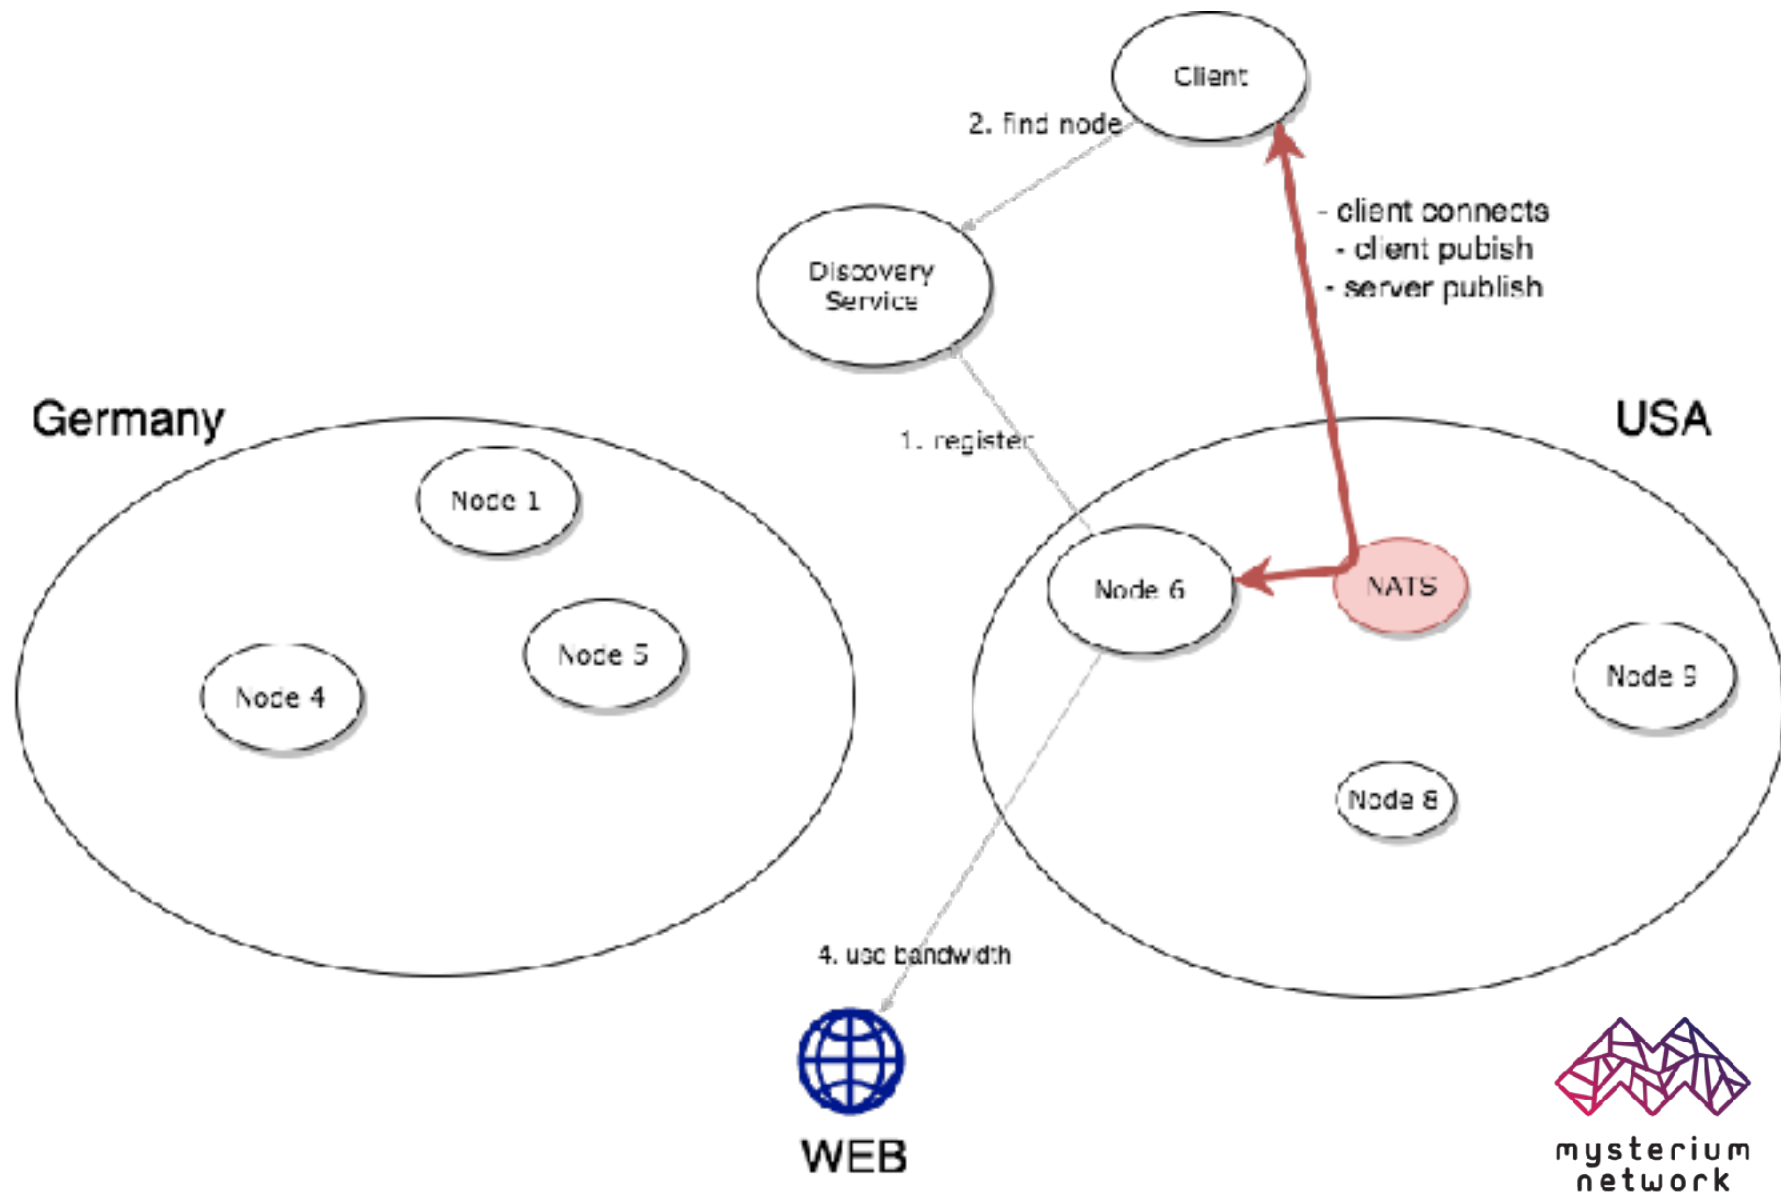 Client
2. find node
- client connects
- client pubish
- server publish
Discovery
Service
Germany
USA
1. register
Node 1
Node 6
NATS
Node 5
Node 4
Node 9
Node 8
4. use bandwidth
WEB
mysterium
network